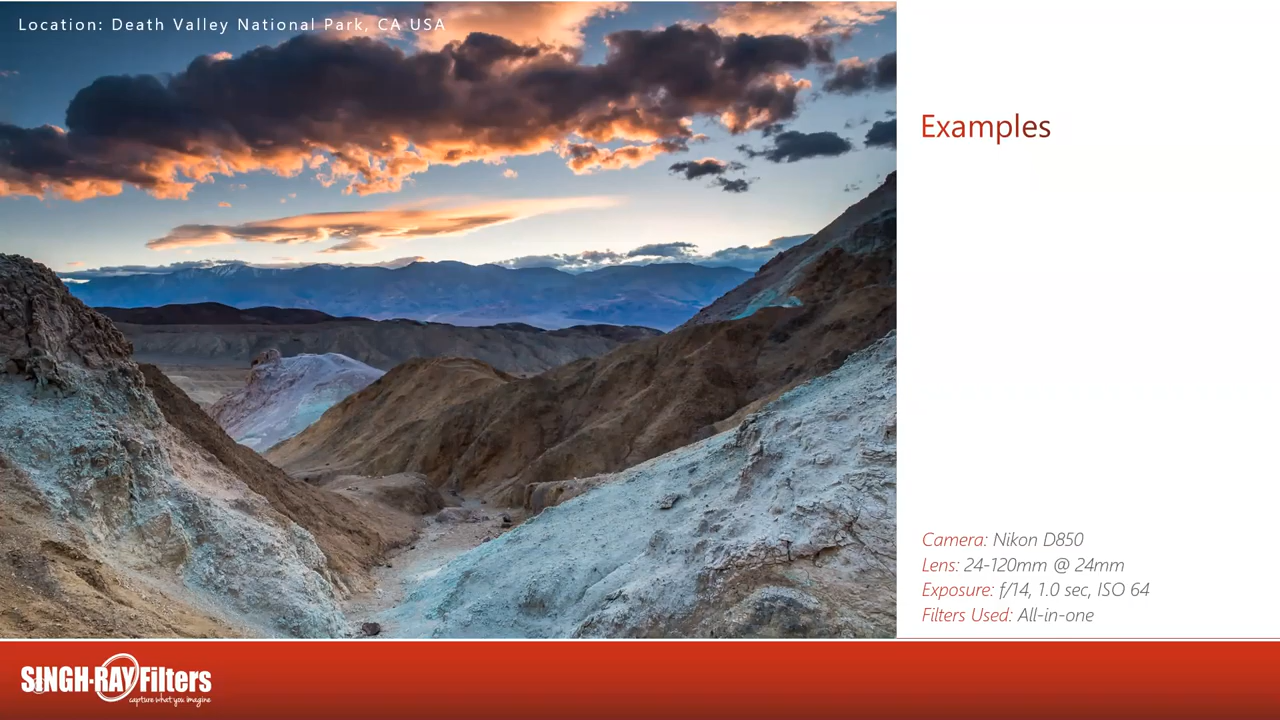 Location: Death Valley National Park, CA USA
Examples
Camera: Nikon D850
Lens: 24-120mm @ 24mm
Exposure: f/14, 1.0 sec, ISO 64
Filters Used: All-in-one
SINGH-RAY Filters
capture what you imagine